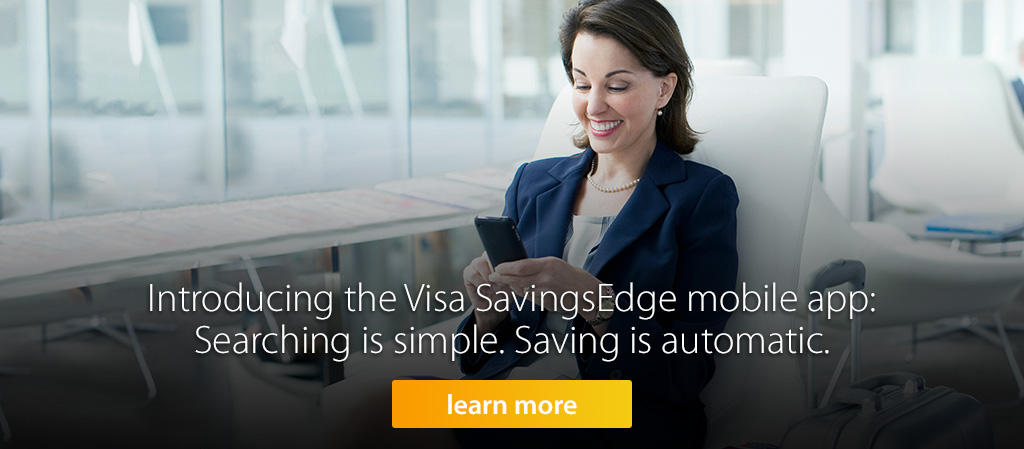 Introducing the Visa SavingsEdge mobile app:
Searching is simple. Saving is automatic.
learn more